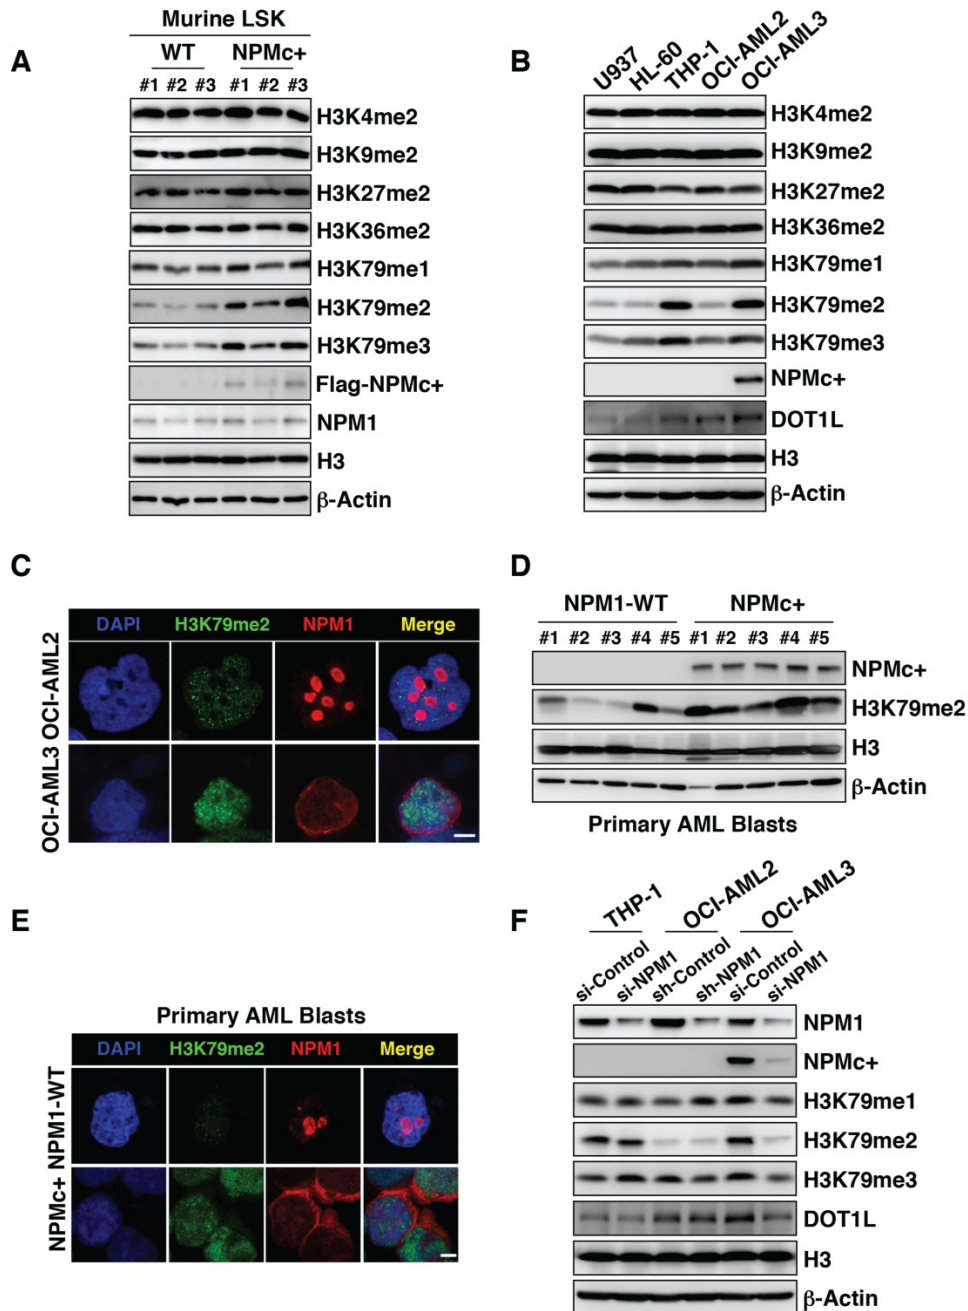 A
Murine LSK
WT NPMc+
#1 #2 #3 #1 #2 #3
H3K4me2
H3K9me2
H3K27me2
H3K36me2
H3K79me1
H3K79me2
H3K79me3
Flag-NPMc+
NPM1
H3
β-Actin
B
U937 HL-60 THP-1 OCI-AML2 OCI-AML3
H3K4me2
H3K9me2
H3K27me2
H3K36me2
H3K79me1
H3K79me2
H3K79me3
NPMc+
DOT1L
H3
β-Actin
C
DAPI H3K79me2 NPM1 Merge
OCI-AML2
OCI-AML3
D
NPM1-WT NPMc+
#1 #2 #3 #4 #5 #1 #2 #3 #4 #5
NPMc+
H3K79me2
H3
β-Actin
Primary AML Blasts
E
Primary AML Blasts
DAPI H3K79me2 NPM1 Merge
NPM1-WT
NPMc+
F
THP-1 OCI-AML2 OCI-AML3
si-Control si-NPM1 sh-Control sh-NPM1 si-Control si-NPM1
NPM1
NPMc+
H3K79me1
H3K79me2
H3K79me3
DOT1L
H3
β-Actin